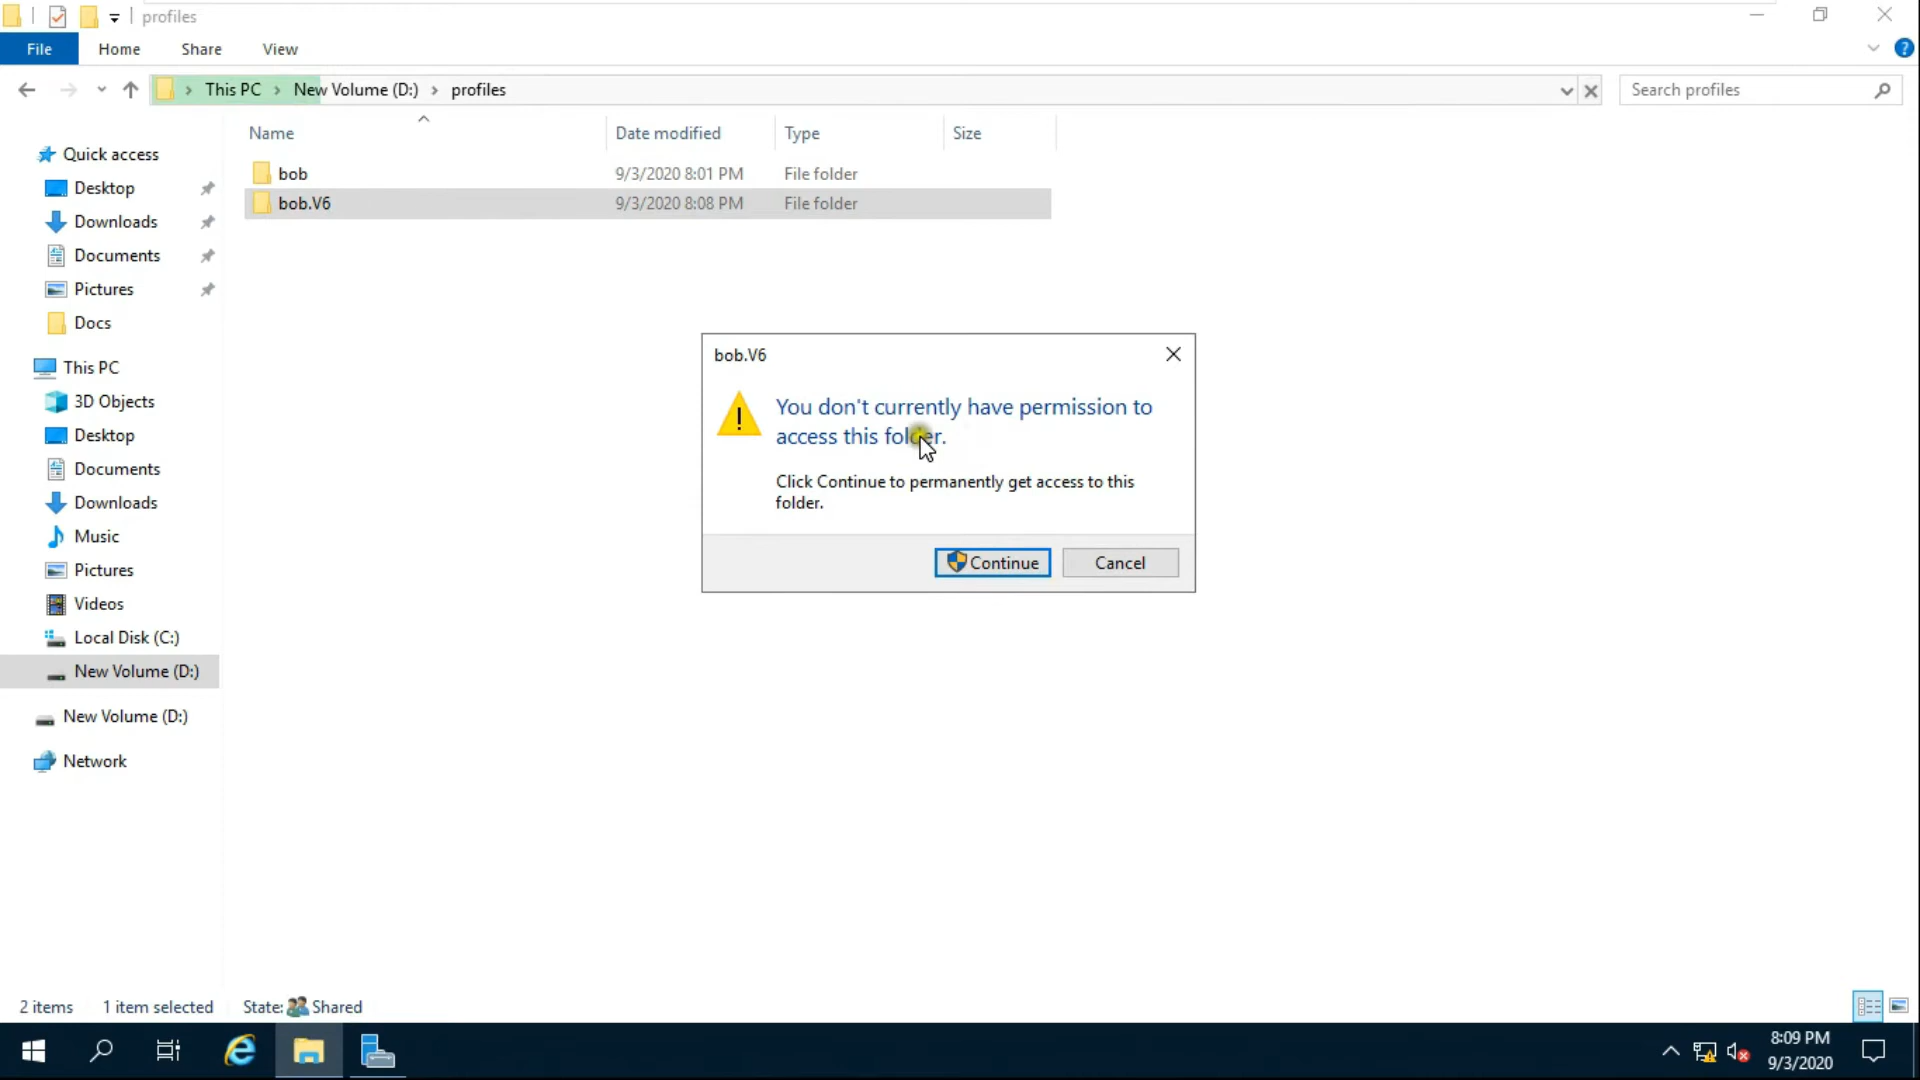 profiles
File Home Share View
This PC New Volume (D:) profiles
Search profiles
Name Date modified Type Size
bob 9/3/2020 8:01 PM File folder
bob.V6 9/3/2020 8:08 PM File folder
Quick access
Desktop
Downloads
Documents
Pictures
Docs
This PC
3D Objects
Desktop
Documents
Downloads
Music
Pictures
Videos
Local Disk (C:)
New Volume (D:)
New Volume (D:)
Network
bob.V6
You don't currently have permission to
access this folder.
Click Continue to permanently get access to this
folder.
Continue Cancel
2 items 1 item selected State: Shared
8:09 PM
9/3/2020